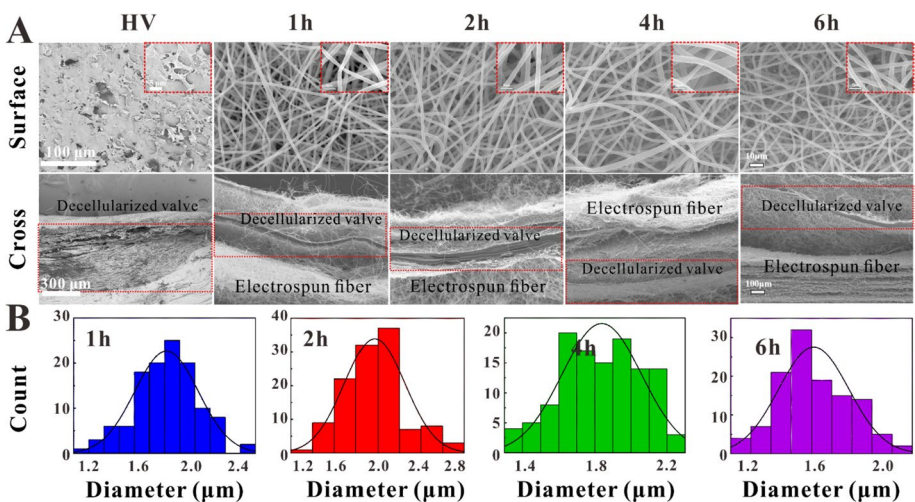 A HV 1h 2h 4h 6h
Surface
100 μm
10μm
Cross
Decellularized valve
300 μm
Decellularized valve
Electrospun fiber
Decellularized valve
Electrospun fiber
Electrospun fiber
Decellularized valve
Decellularized valve
Electrospun fiber
100μm
B
Count
1h
30
20
10
0
1.2 1.6 2.0 2.4
Diameter (μm)
2h
40
30
20
10
0
1.2 1.6 2.0 2.4 2.8
Diameter (μm)
4h
20
15
10
5
0
1.4 1.8 2.2
Diameter (μm)
6h
30
20
10
0
1.2 1.6 2.0
Diameter (μm)